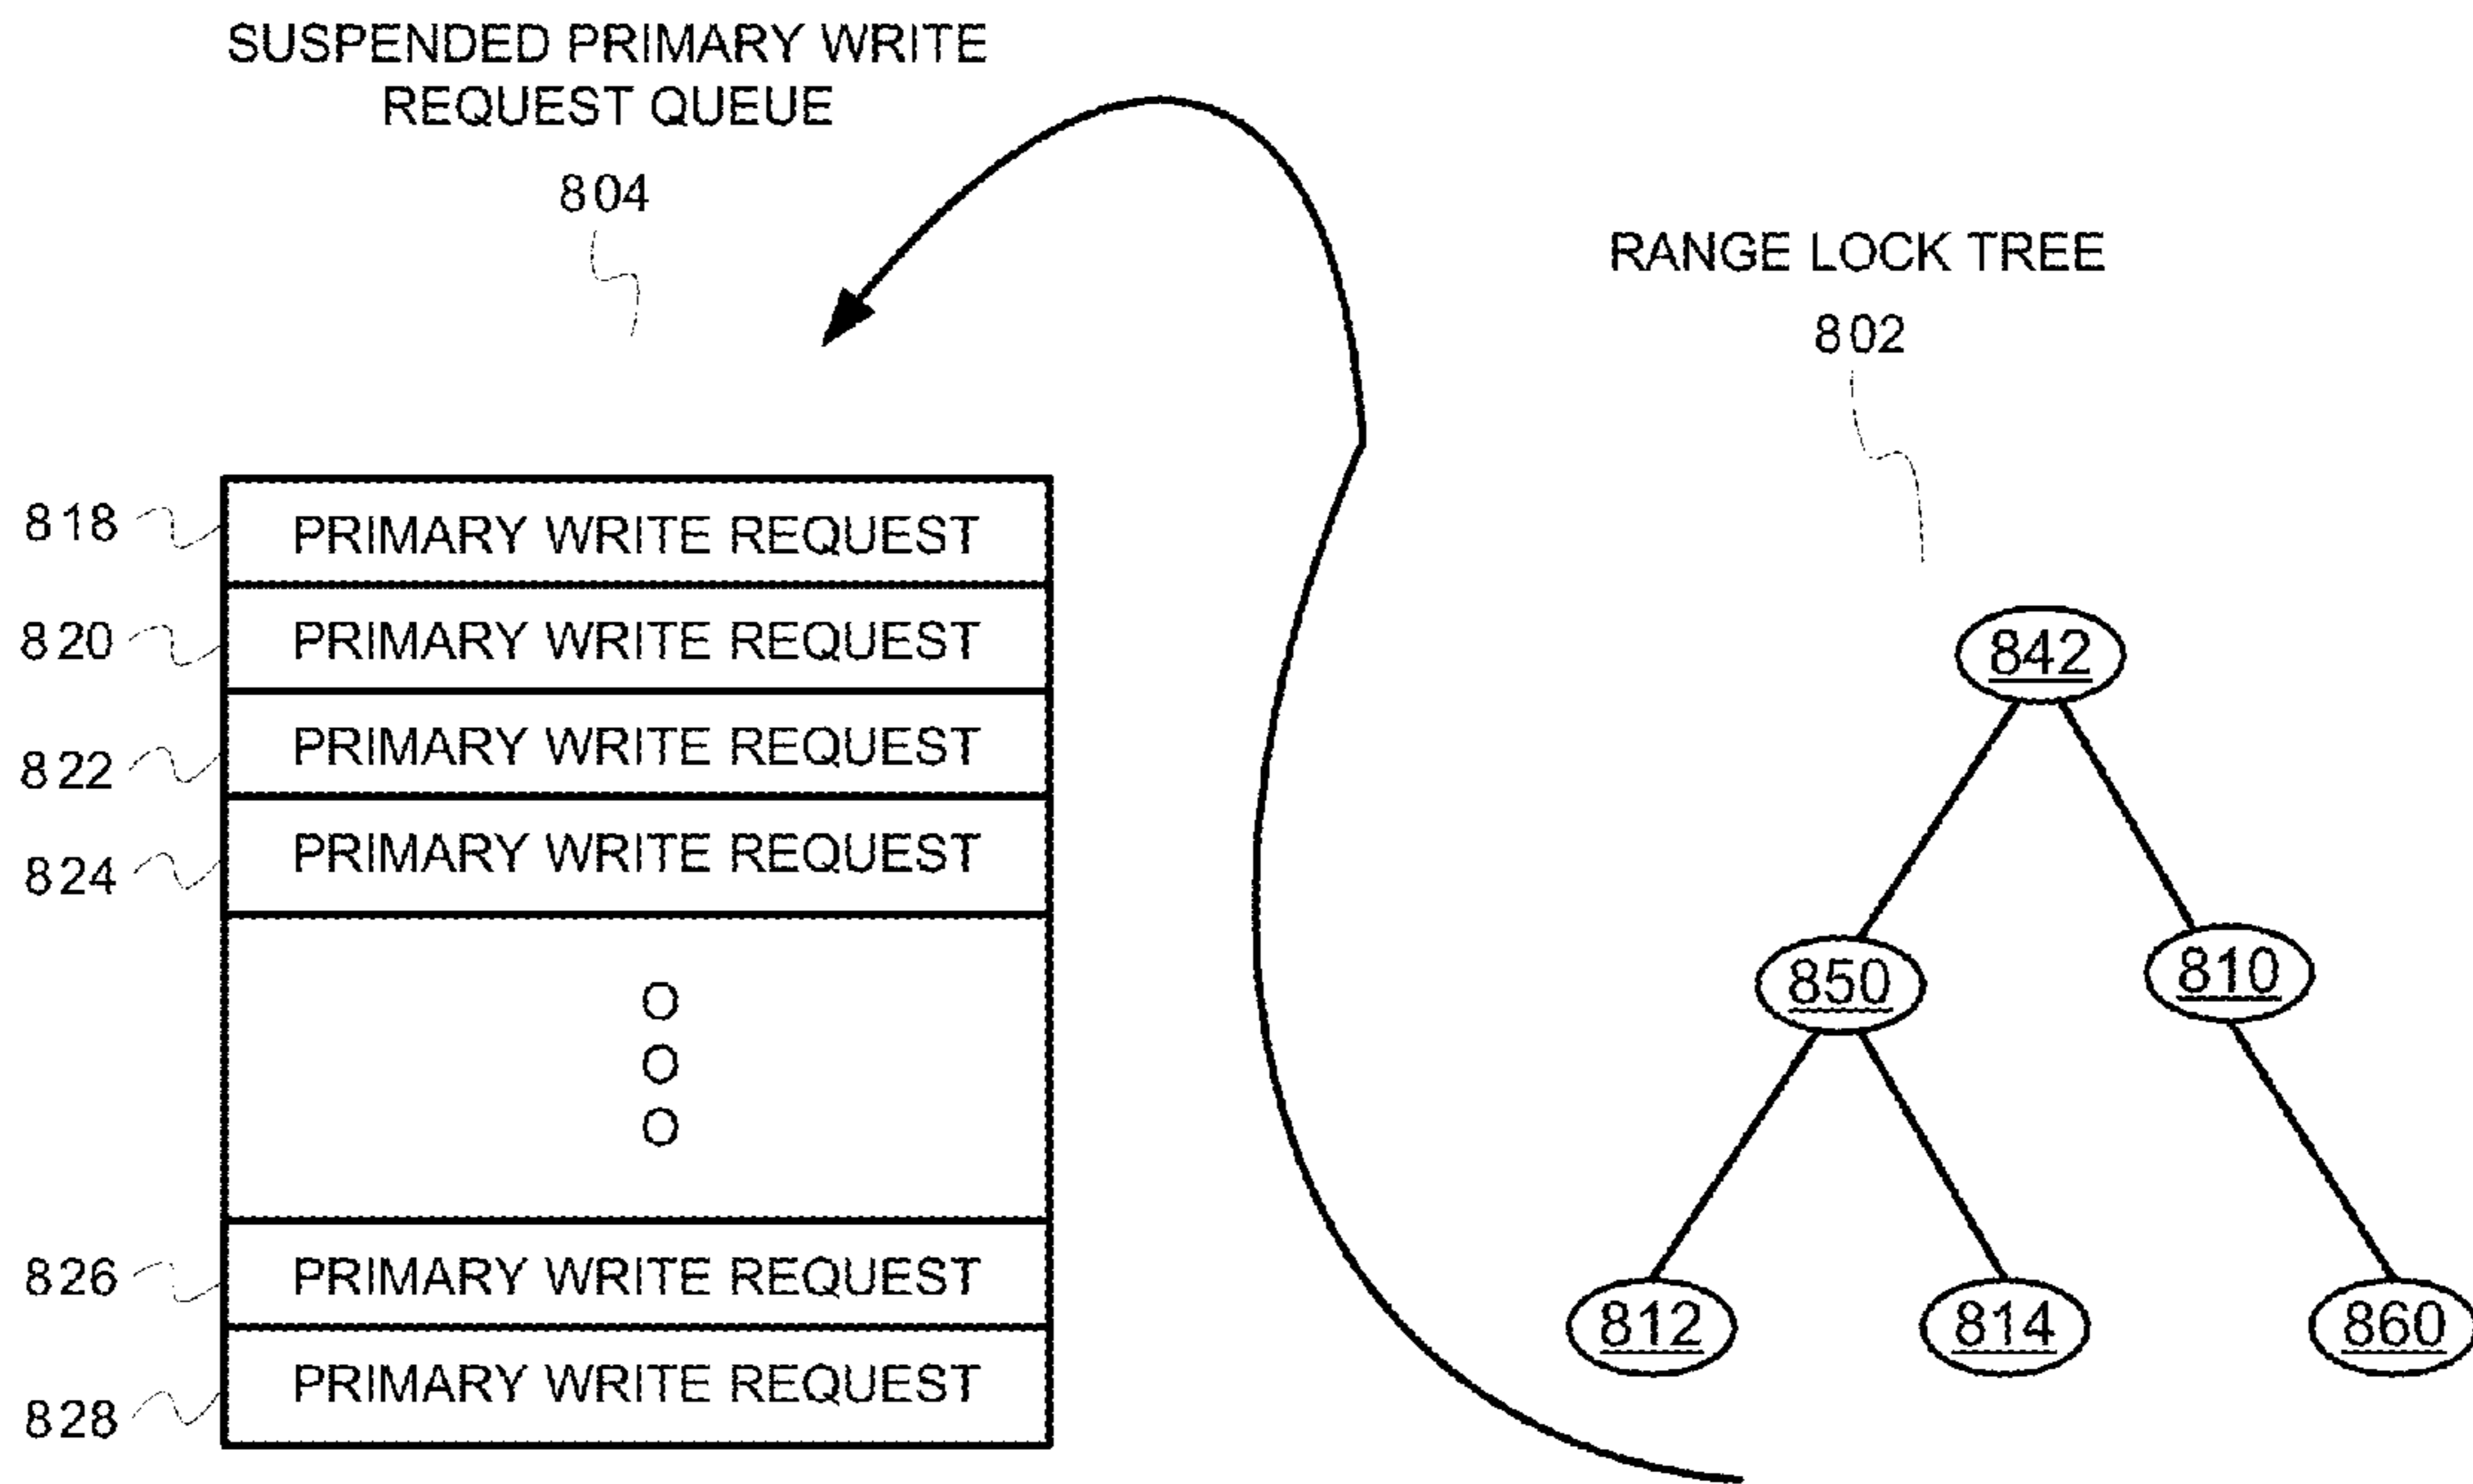 SUSPENDED PRIMARY WRITE
REQUEST QUEUE
804
RANGE LOCK TREE
802
818 PRIMARY WRITE REQUEST
820 PRIMARY WRITE REQUEST
822 PRIMARY WRITE REQUEST
824 PRIMARY WRITE REQUEST
826 PRIMARY WRITE REQUEST
828 PRIMARY WRITE REQUEST
842
850 810
812 814 860